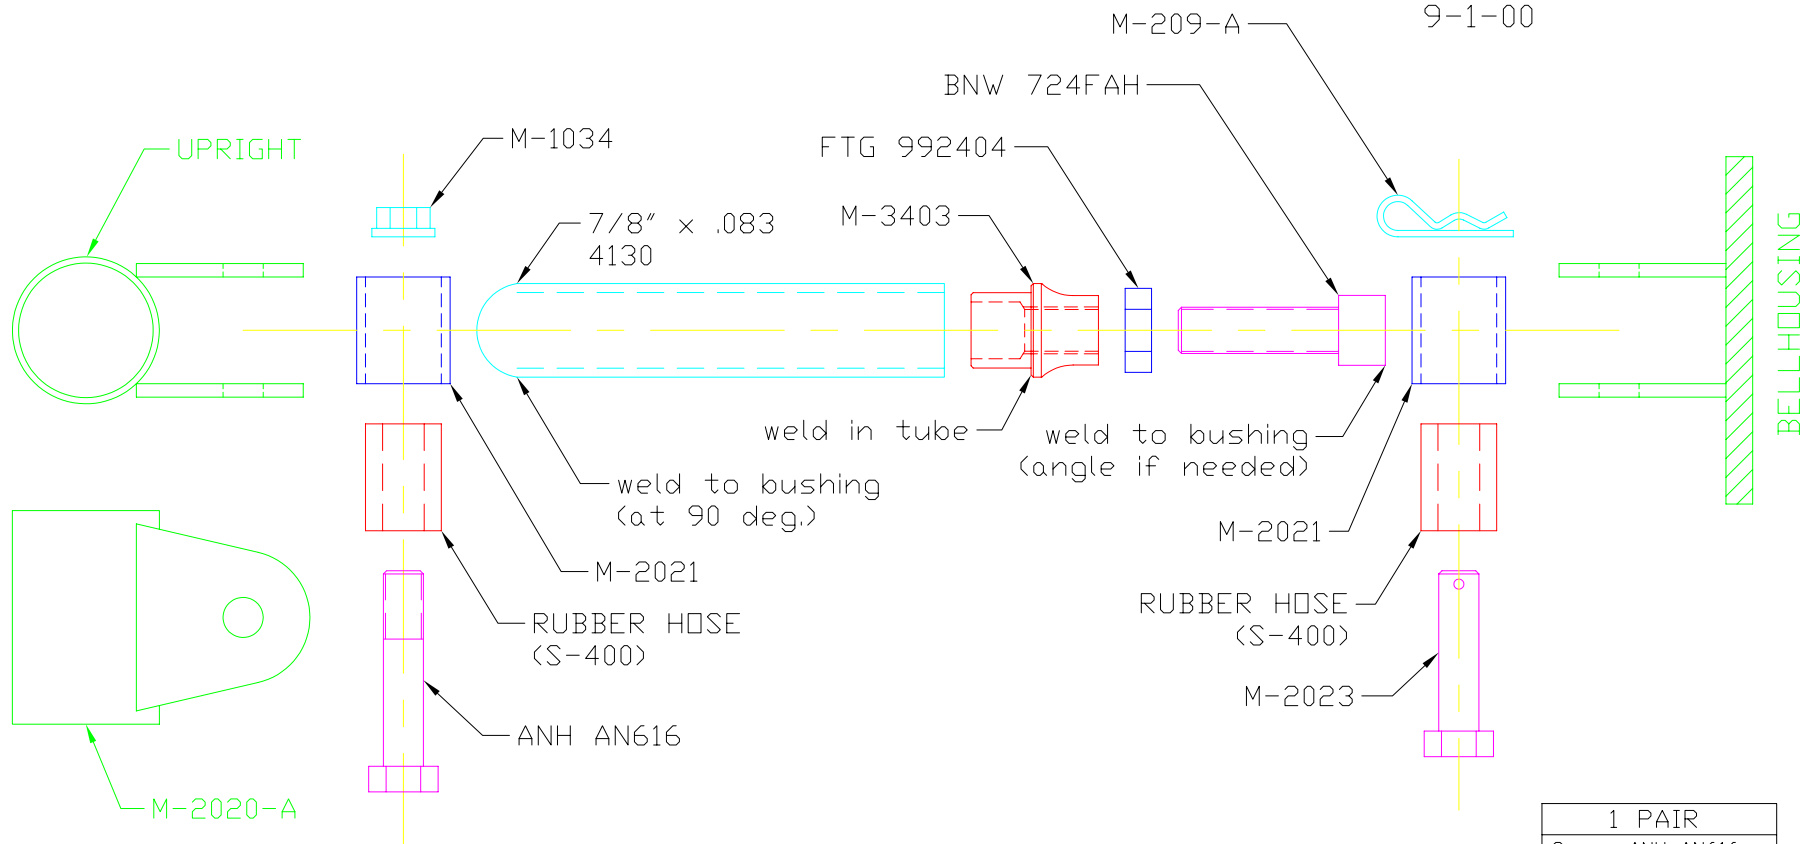 9-1-00
M-209-A
BNW 724FAH
M-1034
UPRIGHT
FTG 992404
7/8" x .083
4130
M-3403
BELLHOUSING
weld in tube
weld to bushing
(angle if needed)
weld to bushing
(at 90 deg.)
M-2021
M-2021
RUBBER HOSE
(S-400)
RUBBER HOSE
(S-400)
M-2023
ANH AN616
M-2020-A
1 PAIR